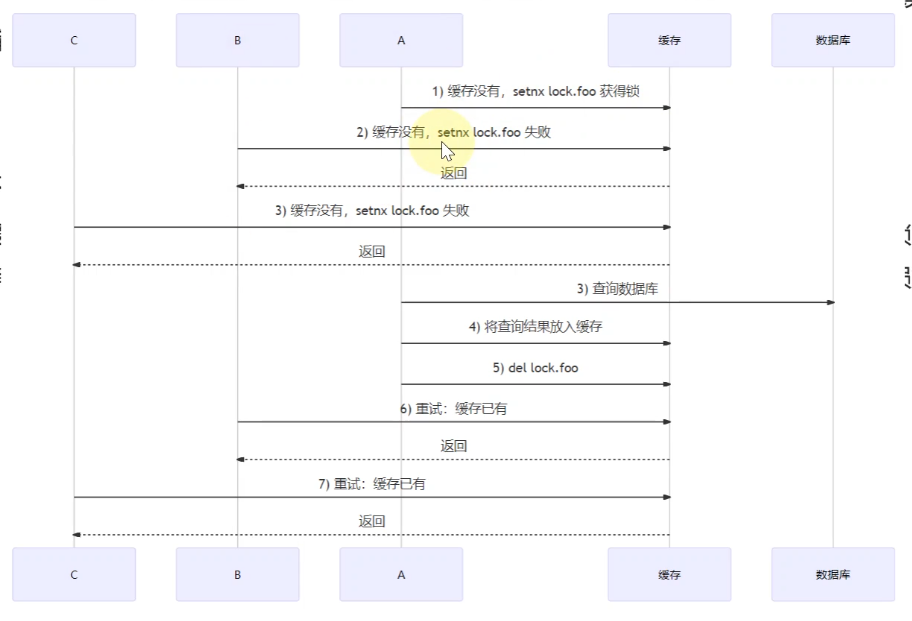 C
B
A
缓存
数据库
1) 缓存没有，setnx lock.foo 获得锁
2) 缓存没有，setnx lock.foo 失败
返回
3) 缓存没有，setnx lock.foo 失败
返回
3) 查询数据库
4) 将查询结果放入缓存
5) del lock.foo
6) 重试：缓存已有
返回
7) 重试：缓存已有
返回
C
B
A
缓存
数据库